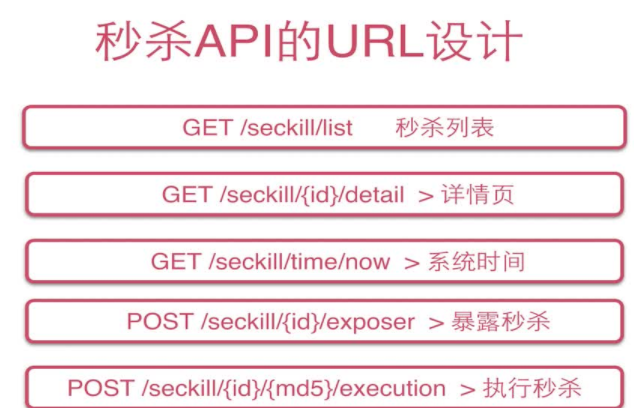 秒杀API的URL设计
GET /seckill/list 秒杀列表
GET /seckill/{id}/detail > 详情页
GET /seckill/time/now > 系统时间
POST /seckill/{id}/exposer > 暴露秒杀
POST /seckill/{id}/{md5}/execution > 执行秒杀